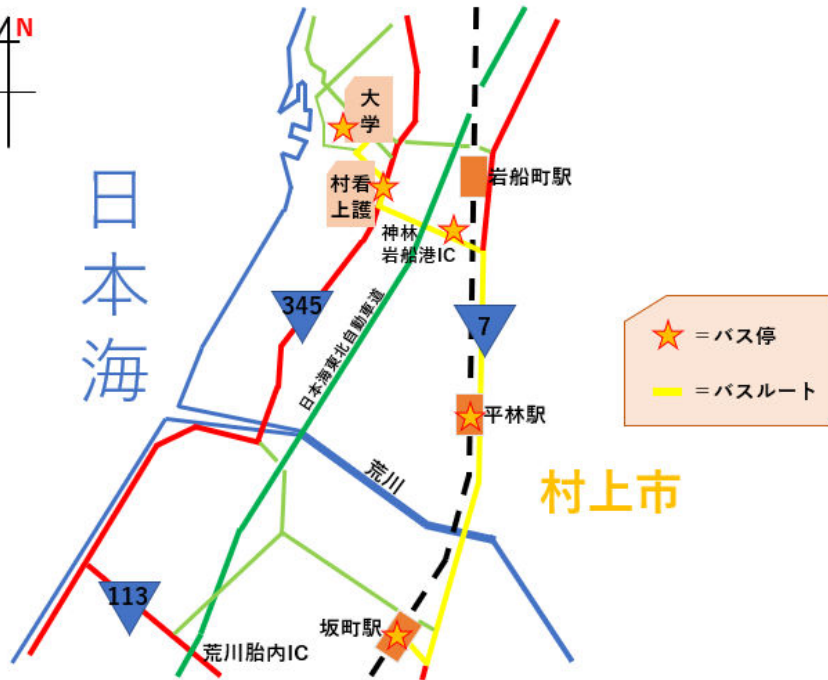 N
大
学
村看
上護
岩船町駅
神林
岩船港IC
日本海
345
日本海東北自動車道
7
=バス停
=バスルート
平林駅
荒川
村上市
113
坂町駅
荒川胎内IC